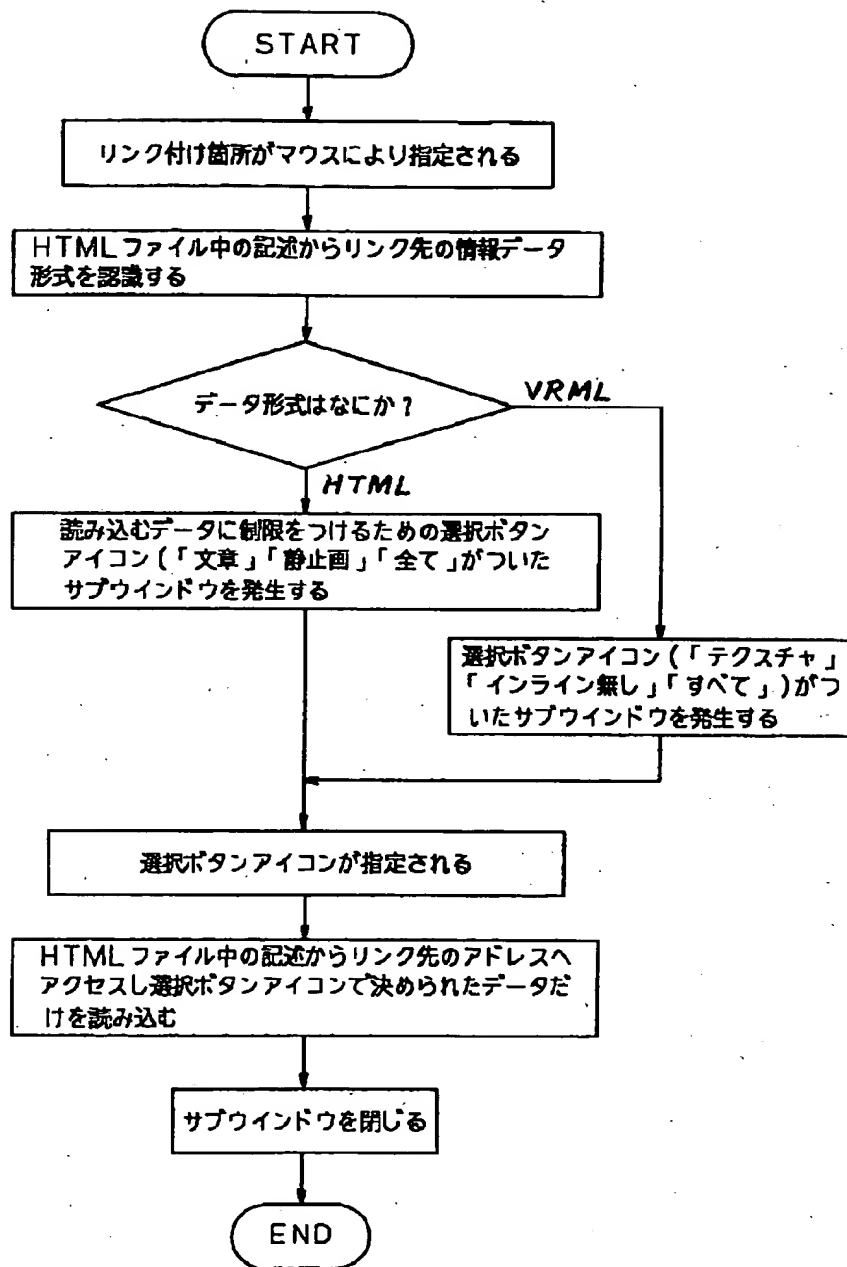 START
リンク付け箇所がマウスにより指定される
HTMLファイル中の記述からリンク先の情報データ
形式を認識する
データ形式はなにか？
VRML
HTML
読み込むデータに制限をつけるための選択ボタン
アイコン(「文章」「静止画」「全て」がついた
サブウインドウを発生する
選択ボタンアイコン(「テクスチャ」
「インライン無し」「すべて」)がつ
いたサブウインドウを発生する
選択ボタンアイコンが指定される
HTMLファイル中の記述からリンク先のアドレスへ
アクセスし選択ボタンアイコンで決められたデータだ
けを読み込む
サブウインドウを閉じる
END